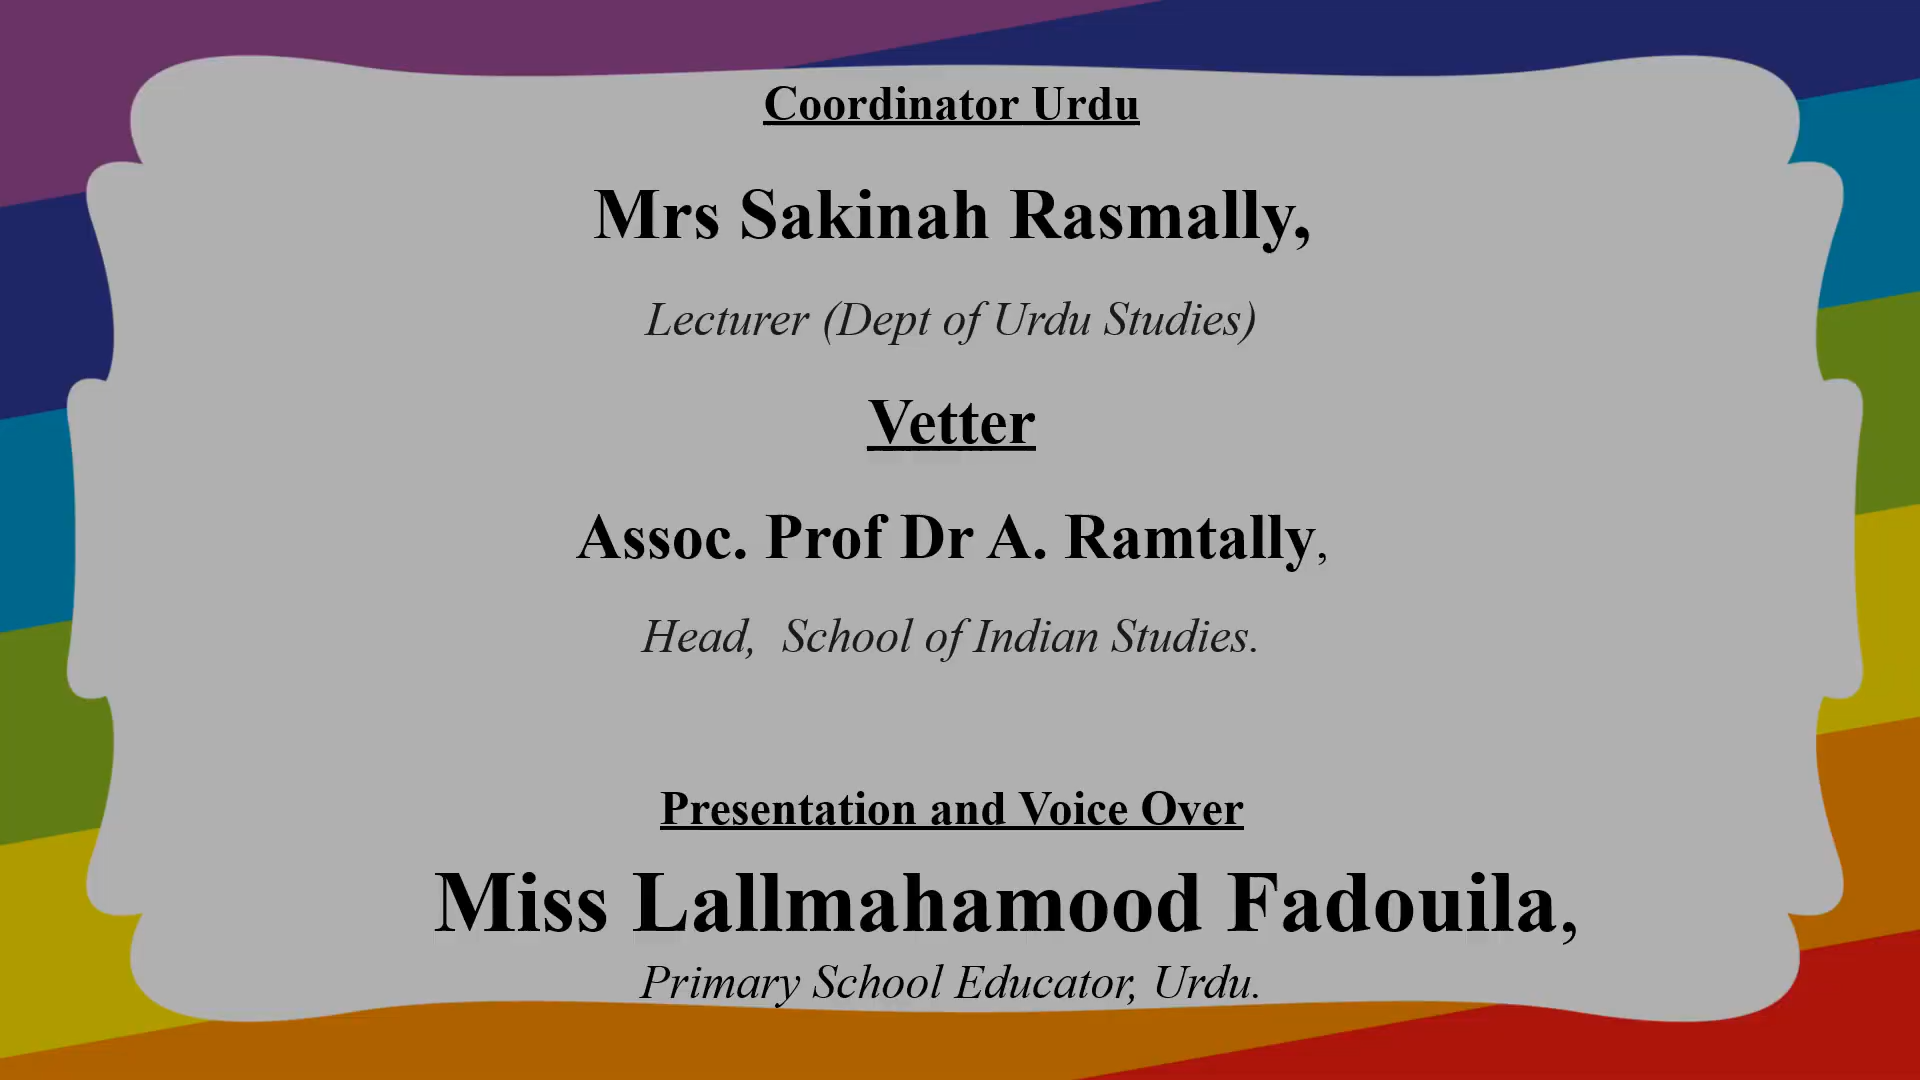 Coordinator Urdu
Mrs Sakinah Rasmally,
Lecturer (Dept of Urdu Studies)
Vetter
Assoc. Prof Dr A. Ramtally,
Head,  School of Indian Studies.
Presentation and Voice Over
Miss Lallmahamood Fadouila,
Primary School Educator, Urdu.